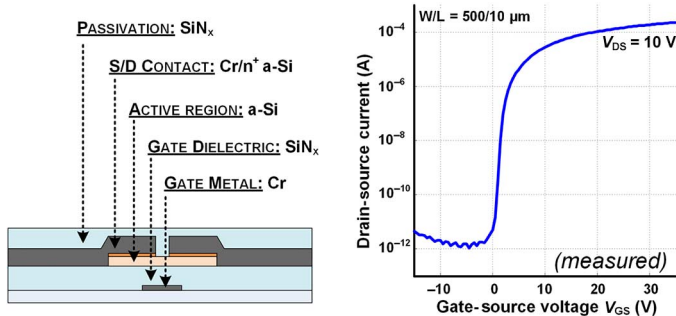 PASSIVATION: SiNx
S/D CONTACT: Cr/n+ a-Si
ACTIVE REGION: a-Si
GATE DIELECTRIC: SiNx
GATE METAL: Cr
W/L = 500/10 µm
VDS = 10 V
(measured)
Drain-source current (A)
10⁻⁴
10⁻⁶
10⁻⁸
10⁻¹⁰
10⁻¹²
−10 0 10 20 30
Gate-source voltage VGS (V)